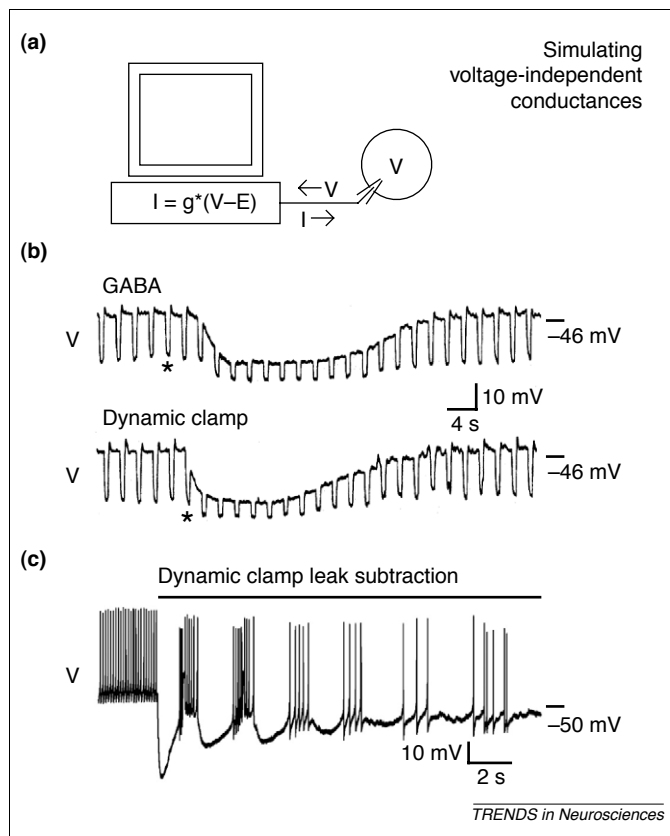 (a)
Simulating
voltage-independent
conductances
V
←V
I = g*(V–E)
I→
(b)
GABA
V
*
–46 mV
10 mV
4 s
Dynamic clamp
V
*
–46 mV
(c)
Dynamic clamp leak subtraction
V
–50 mV
10 mV
2 s
TRENDS in Neurosciences